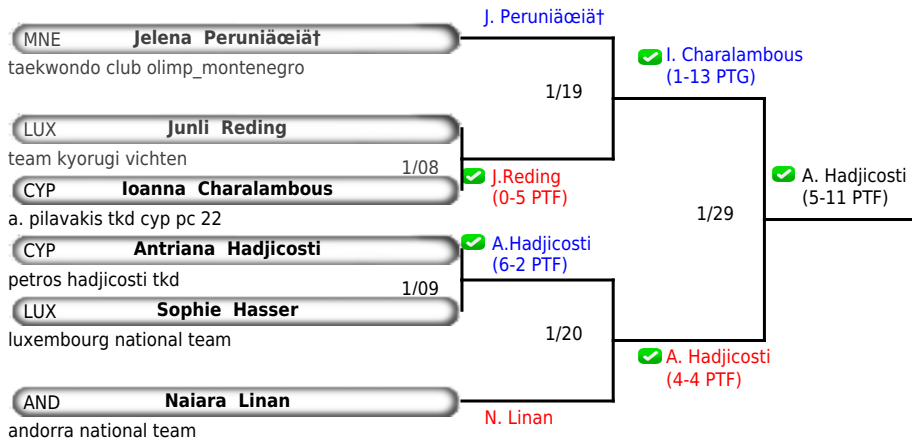 J. Peruniäœiä†
MNE Jelena Peruniäœiä†
taekwondo club olimp_montenegro
I. Charalambous
(1-13 PTG)
1/19
LUX Junli Reding
team kyorugi vichten
1/08
J.Reding
(0-5 PTF)
A. Hadjicosti
(5-11 PTF)
CYP Ioanna Charalambous
a. pilavakis tkd cyp pc 22
1/29
CYP Antriana Hadjicosti
A.Hadjicosti
(6-2 PTF)
petros hadjicosti tkd
1/09
LUX Sophie Hasser
luxembourg national team
1/20
A. Hadjicosti
(4-4 PTF)
AND Naiara Linan
N. Linan
andorra national team